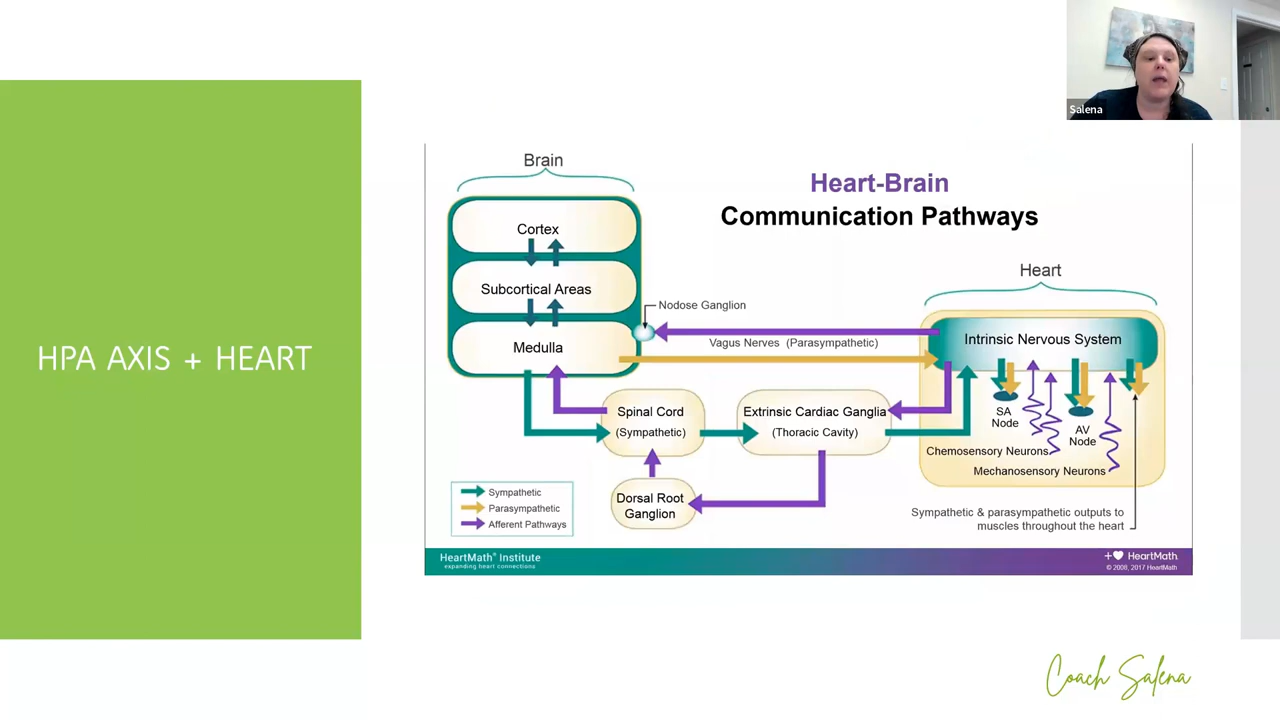 Salena
HPA AXIS + HEART
Brain
Heart-Brain
Communication Pathways
Cortex
Subcortical Areas
Medulla
Nodose Ganglion
Vagus Nerves (Parasympathetic)
Heart
Intrinsic Nervous System
SA
Node
AV
Node
Chemosensory Neurons
Mechanosensory Neurons
Spinal Cord
(Sympathetic)
Extrinsic Cardiac Ganglia
(Thoracic Cavity)
Dorsal Root
Ganglion
Sympathetic
Parasympathetic
Afferent Pathways
Sympathetic & parasympathetic outputs to
muscles throughout the heart
HeartMath® Institute
expanding heart connections
HeartMath.
© 2008, 2017 HeartMath
Coach Salena